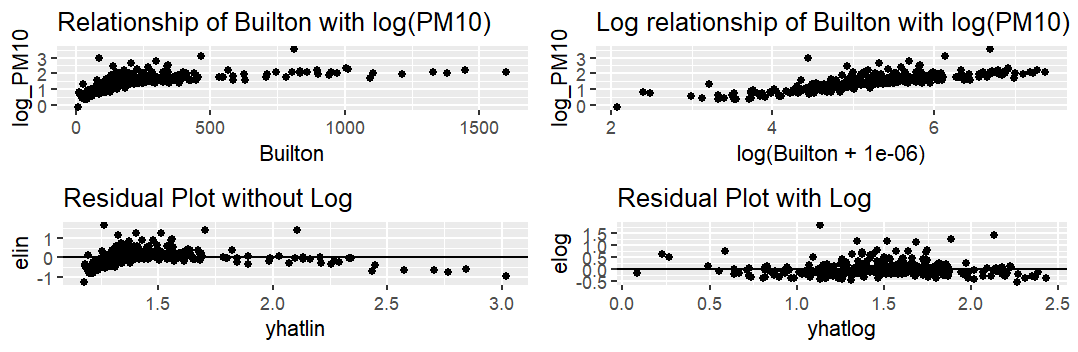 Relationship of Builton with log(PM10)
log_PM10
3
2
1
0
0 500 1000 1500
Builton
Log relationship of Builton with log(PM10)
log_PM10
3
2
1
0
2 4 6
log(Builton + 1e-06)
Residual Plot without Log
elin
1
0
-1
1.5 2.0 2.5 3.0
yhatlin
Residual Plot with Log
elog
1.5
1.0
0.5
0.0
-0.5
0.0 0.5 1.0 1.5 2.0 2.5
yhatlog